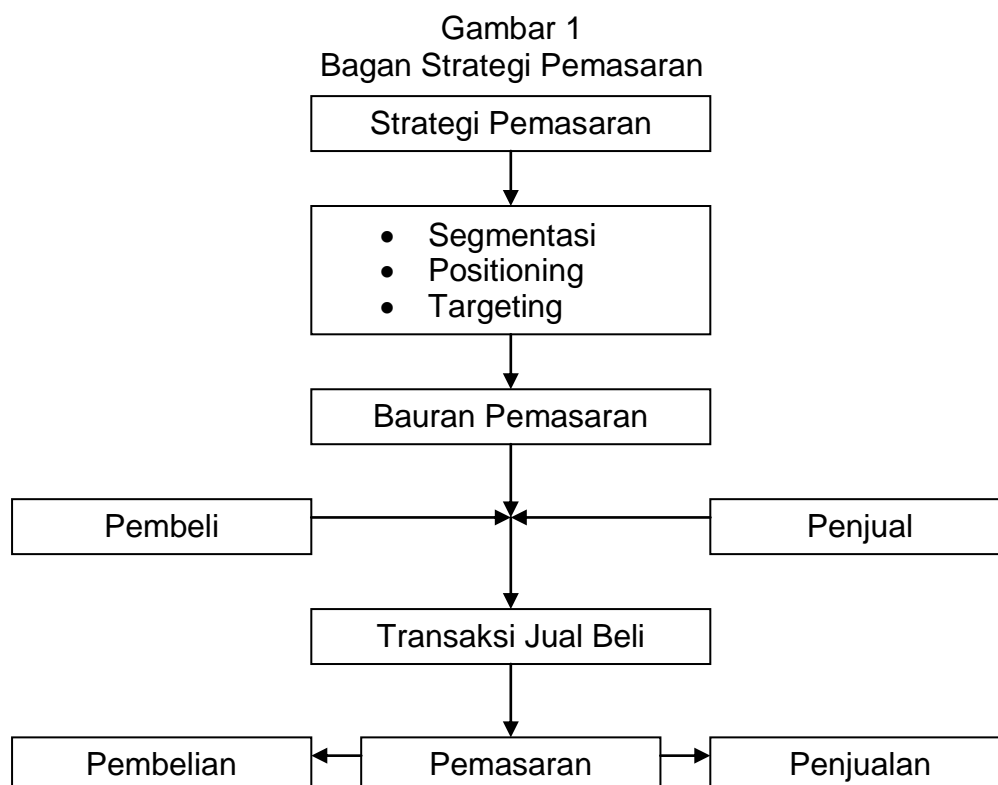 Gambar 1
Bagan Strategi Pemasaran
Strategi Pemasaran
• Segmentasi
• Positioning
• Targeting
Bauran Pemasaran
Pembeli
Penjual
Transaksi Jual Beli
Pembelian
Pemasaran
Penjualan